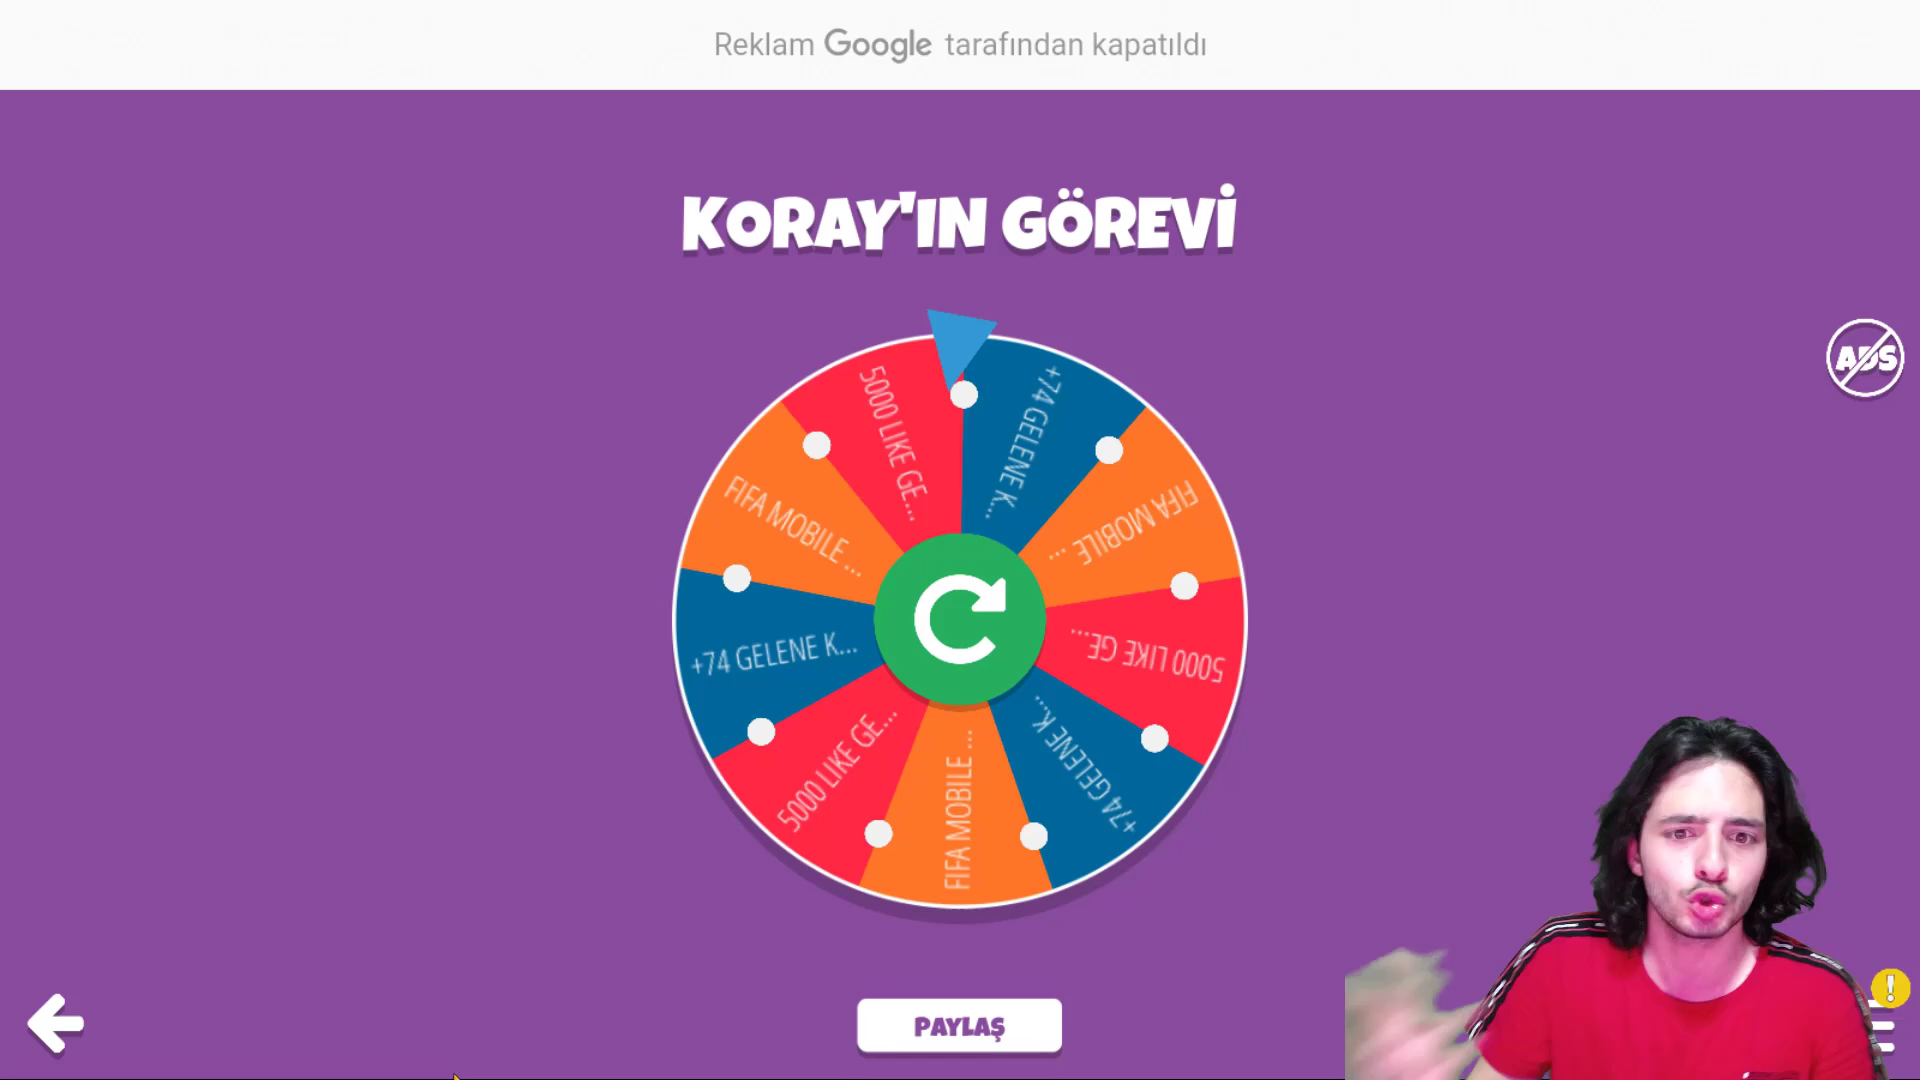 Reklam Google tarafından kapatıldı
KORAY'IN GÖREVİ
ADS
5000 LIKE GE...
+74 GELENE K...
FIFA MOBILE ...
FIFA MOBILE ...
+74 GELENE K...
5000 LIKE GE...
5000 LIKE GE...
FIFA MOBILE ...
+74 GELENE K...
PAYLAŞ